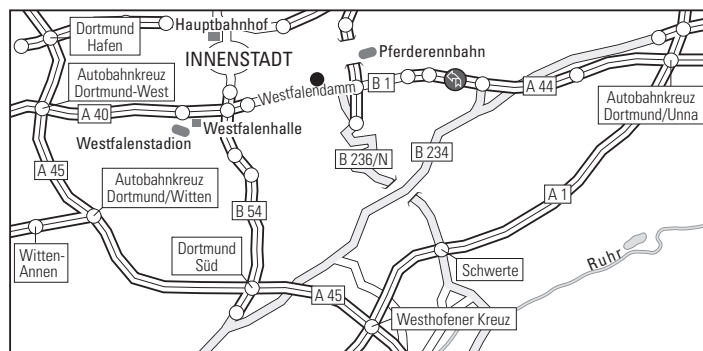 Dortmund
Hafen
Hauptbahnhof
INNENSTADT
Pferderennbahn
Autobahnkreuz
Dortmund-West
A 40
Westfalendamm
B 1
A 44
Westfalenstadion
Westfalenhalle
Autobahnkreuz
Dortmund/Unna
A 45
Autobahnkreuz
Dortmund/Witten
B 236/N
B 234
A 1
B 54
Witten-
Annen
Dortmund
Süd
Schwerte
Ruhr
A 45
Westhofener Kreuz